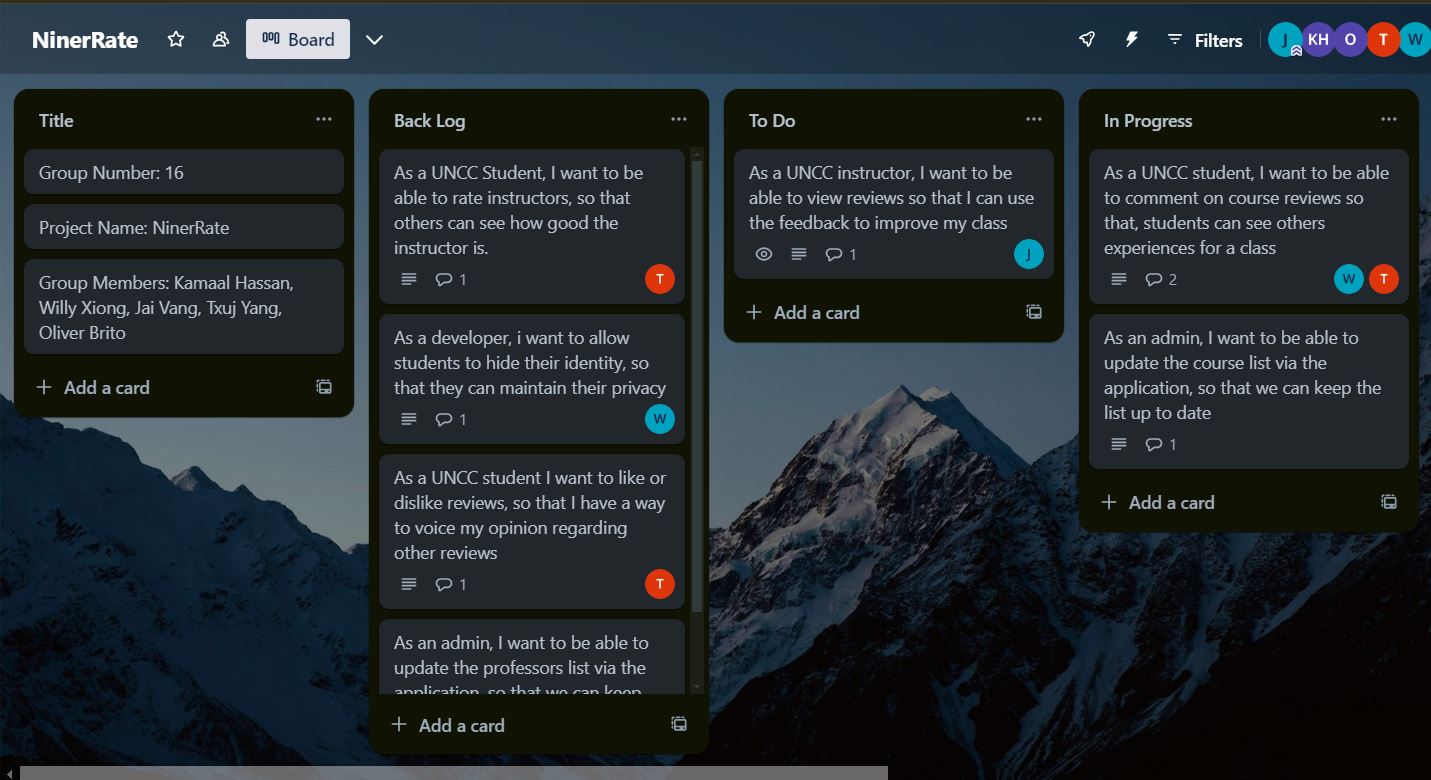 NinerRate
Board
Filters
J
KH
O
T
W
Title
Group Number: 16
Project Name: NinerRate
Group Members: Kamaal Hassan,
Willy Xiong, Jai Vang, Txuj Yang,
Oliver Brito
+ Add a card
Back Log
As a UNCC Student, I want to be
able to rate instructors, so that
others can see how good the
instructor is.
1
T
As a developer, i want to allow
students to hide their identity, so
that they can maintain their privacy
1
W
As a UNCC student I want to like or
dislike reviews, so that I have a way
to voice my opinion regarding
other reviews
1
T
As an admin, I want to be able to
update the professors list via the
application, so that we can keep
+ Add a card
To Do
As a UNCC instructor, I want to be
able to view reviews so that I can use
the feedback to improve my class
1
J
+ Add a card
In Progress
As a UNCC student, I want to be able
to comment on course reviews so
that, students can see others
experiences for a class
2
W
T
As an admin, I want to be able to
update the course list via the
application, so that we can keep the
list up to date
1
+ Add a card